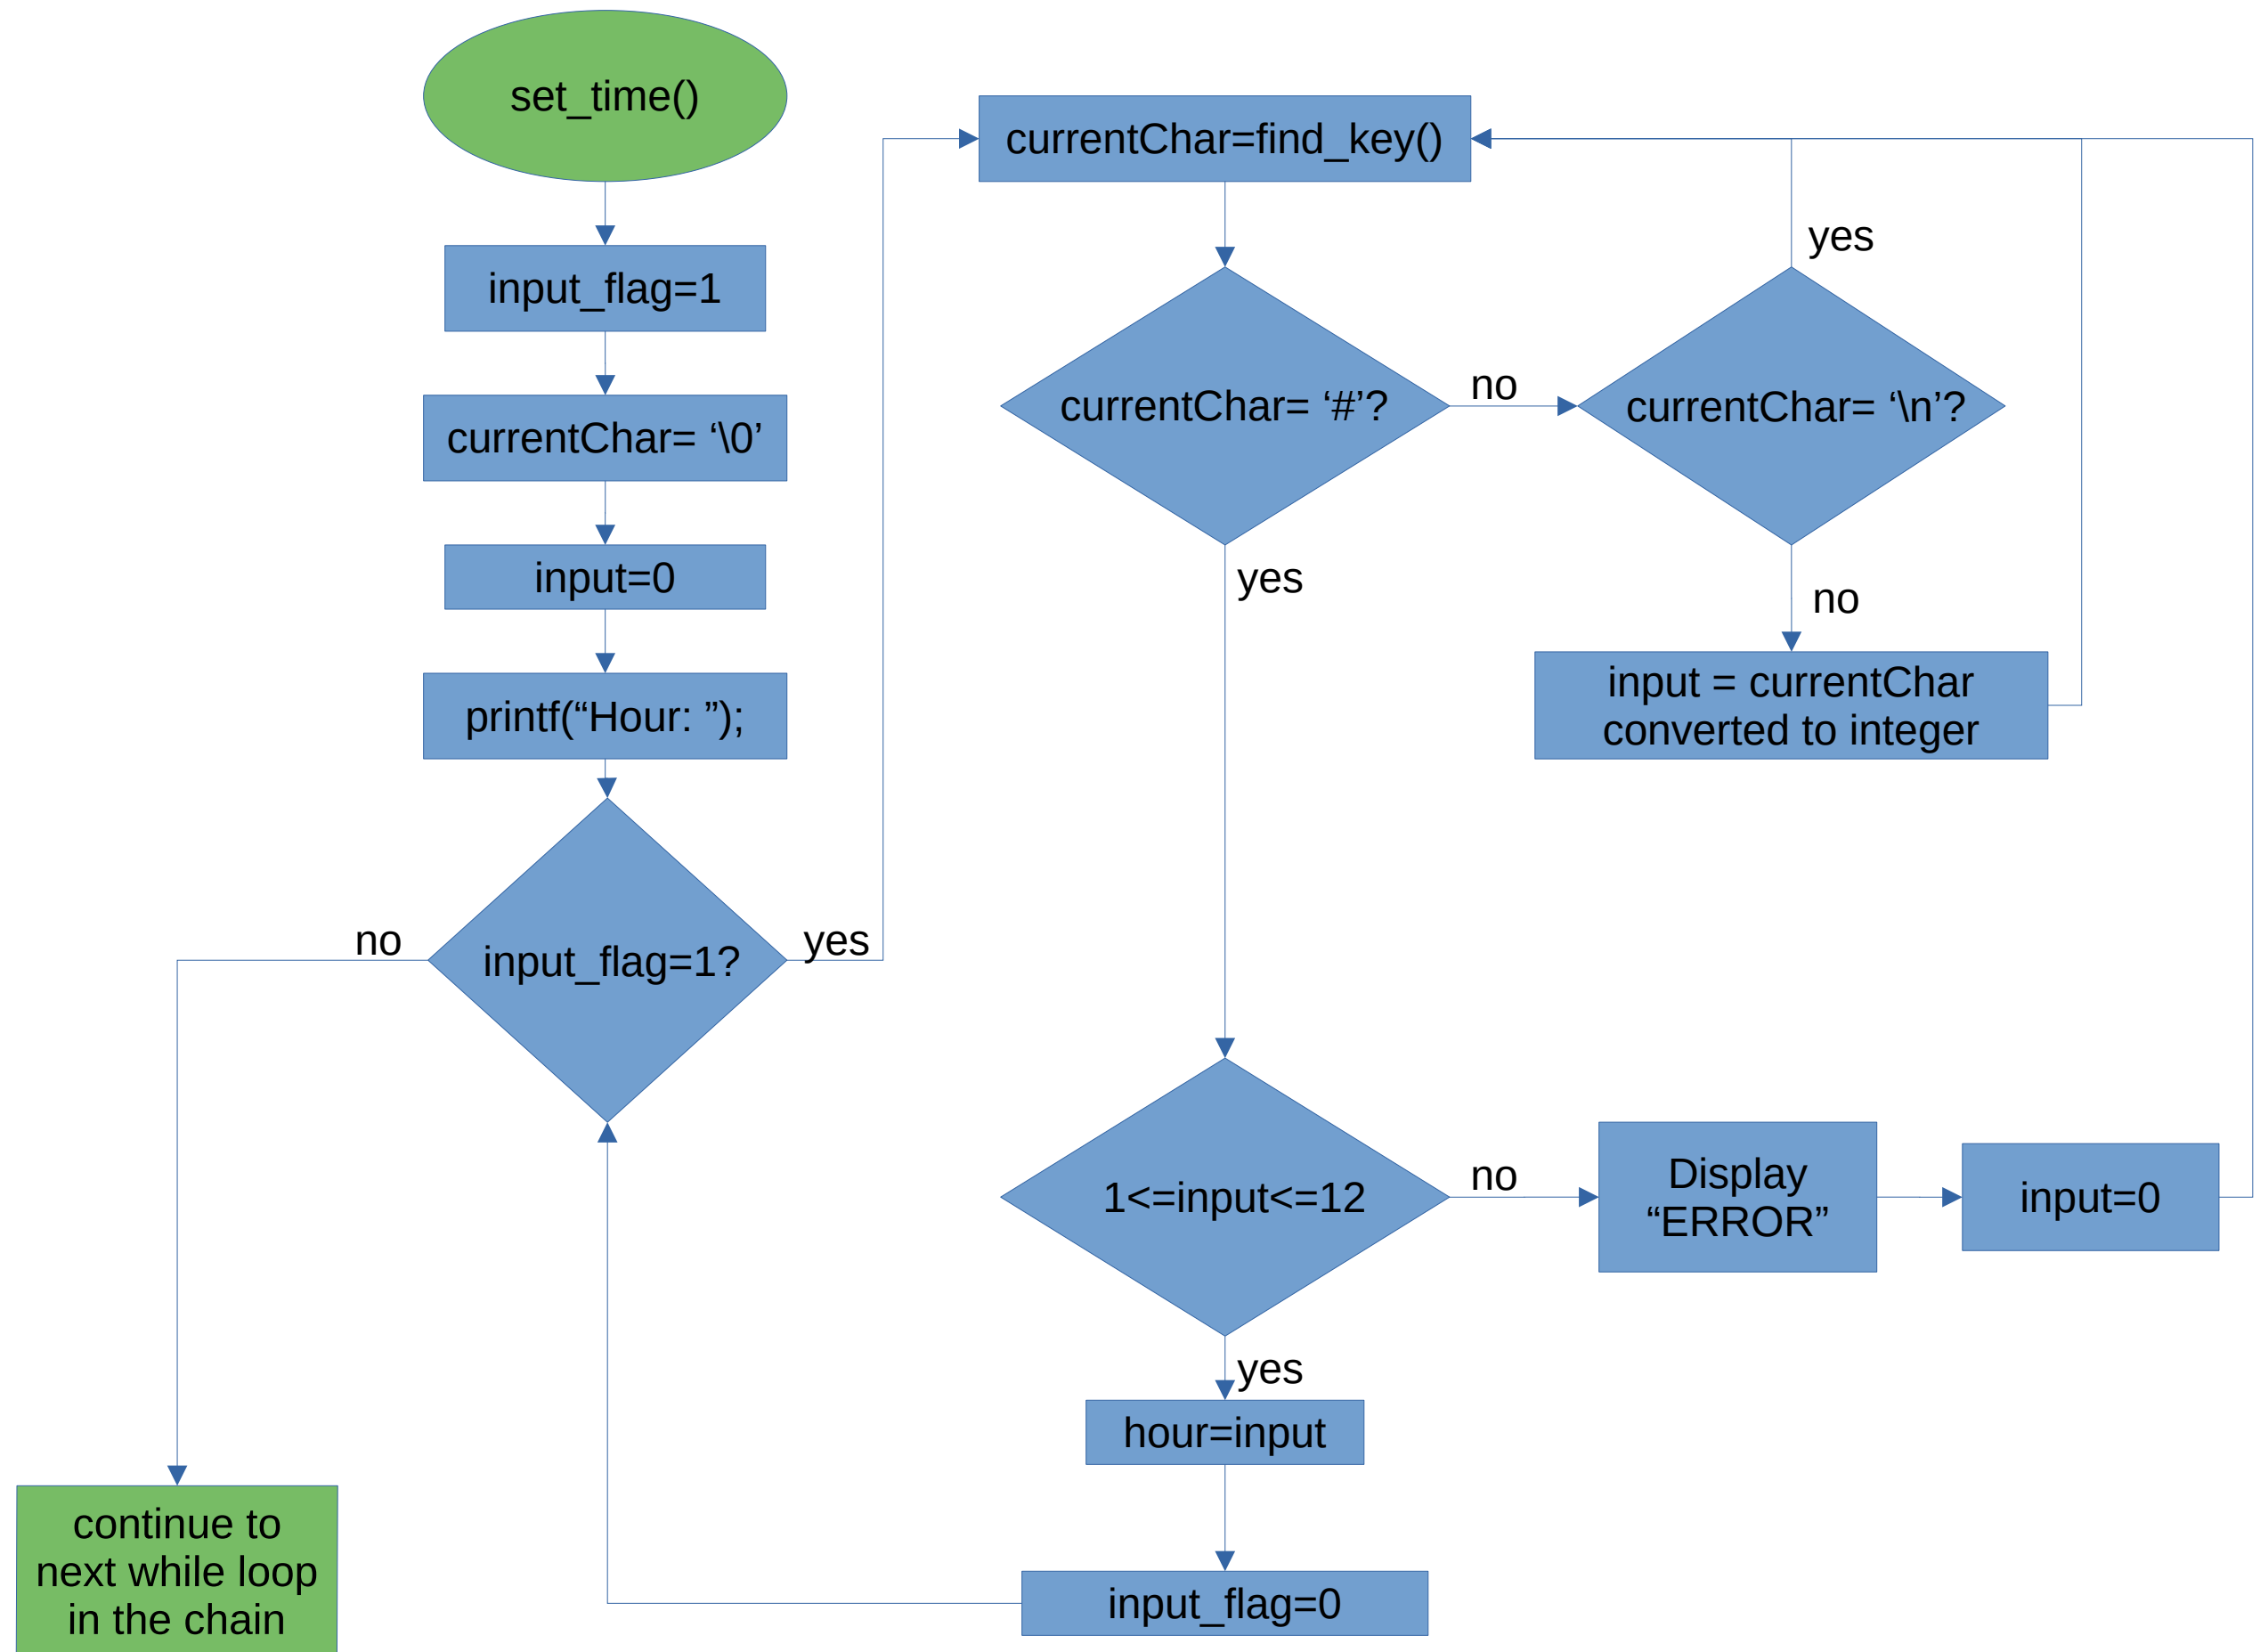 set_time()
input_flag=1
currentChar= ‘\0’
input=0
printf(“Hour: ”);
input_flag=1?
no
yes
continue to
next while loop
in the chain
currentChar=find_key()
currentChar= ‘#’?
no
yes
currentChar= ‘\n’?
yes
no
input = currentChar
converted to integer
1<=input<=12
no
Display
“ERROR”
input=0
yes
hour=input
input_flag=0